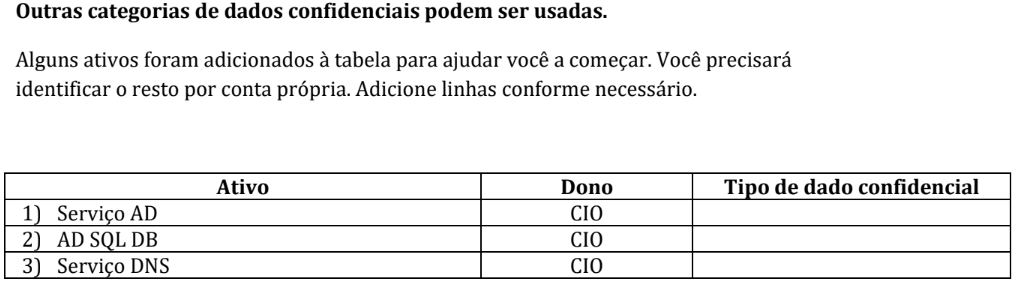 Outras categorias de dados confidenciais podem ser usadas.
Alguns ativos foram adicionados à tabela para ajudar você a começar. Você precisará
identificar o resto por conta própria. Adicione linhas conforme necessário.
Ativo Dono Tipo de dado confidencial
1) Serviço AD CIO
2) AD SQL DB CIO
3) Serviço DNS CIO